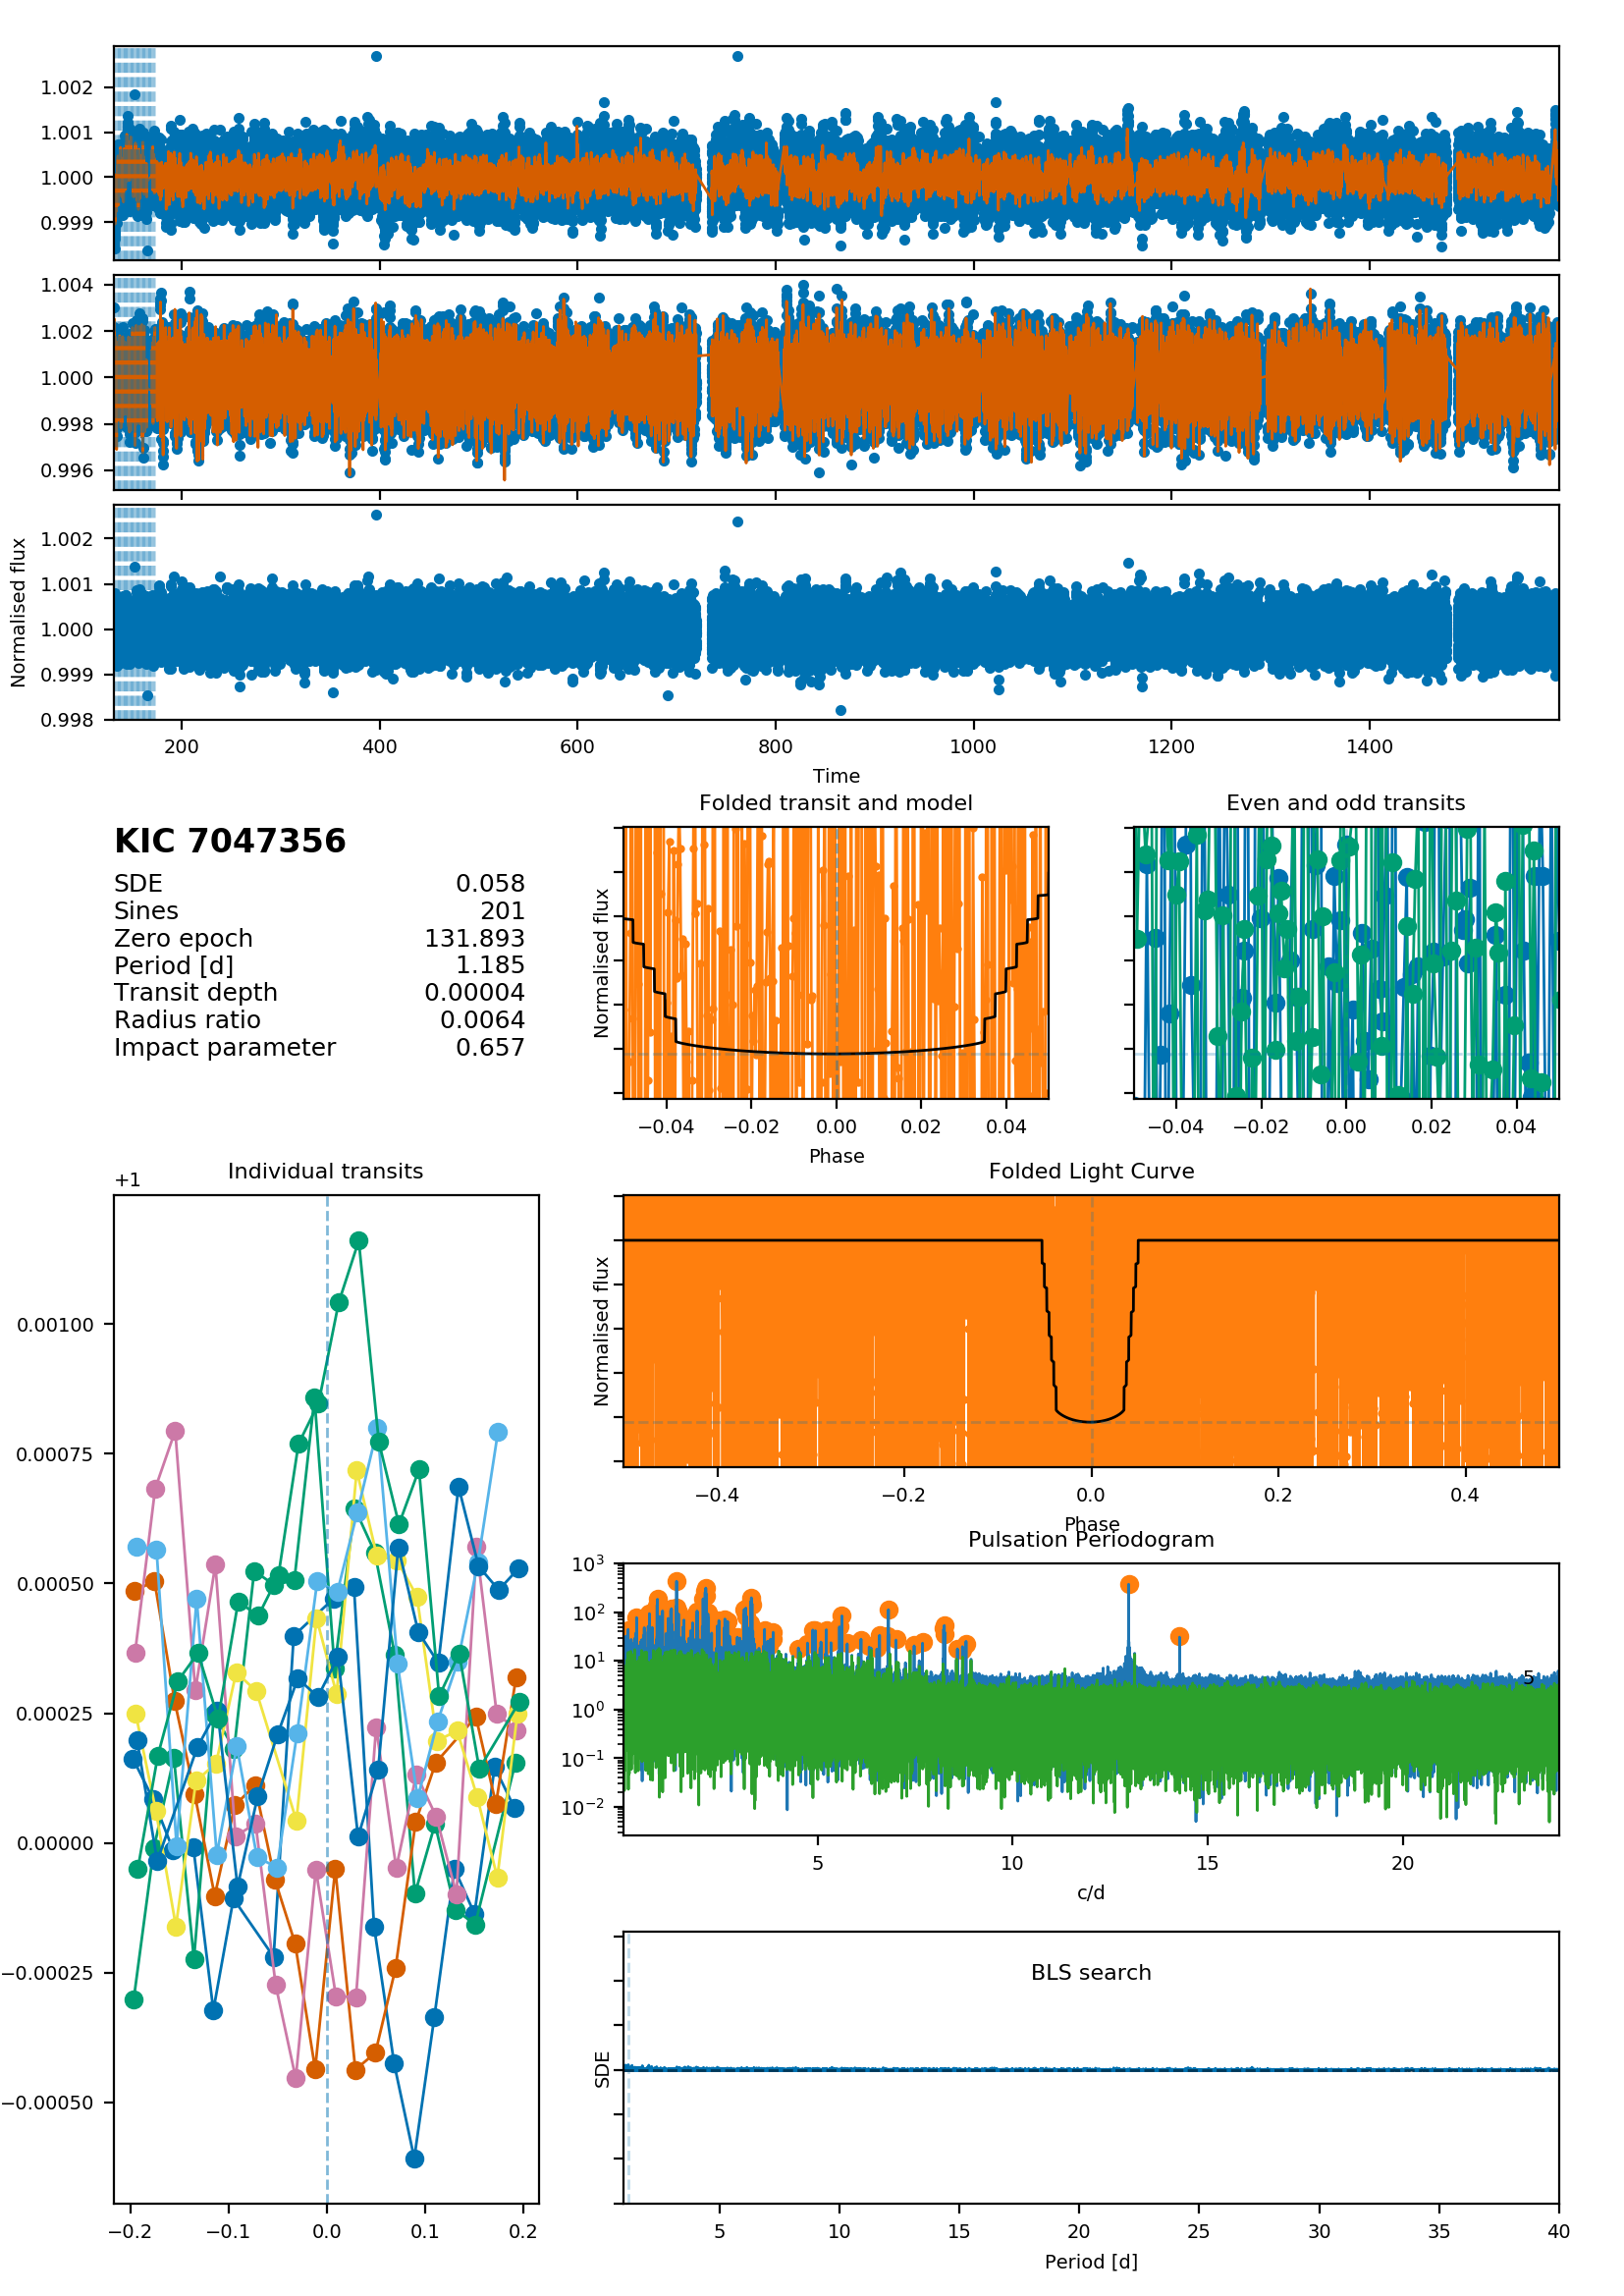 1.002
1.001
1.000
0.999
1.004
1.002
1.000
0.998
0.996
1.002
1.001
1.000
0.999
0.998
Normalised flux
200 400 600 800 1000 1200 1400
Time
KIC 7047356
SDE 0.058
Sines 201
Zero epoch 131.893
Period [d] 1.185
Transit depth 0.00004
Radius ratio 0.0064
Impact parameter 0.657
Folded transit and model
Normalised flux
−0.04 −0.02 0.00 0.02 0.04
Phase
Even and odd transits
−0.04 −0.02 0.00 0.02 0.04
Individual transits
+1
0.00100
0.00075
0.00050
0.00025
0.00000
−0.00025
−0.00050
−0.2 −0.1 0.0 0.1 0.2
Folded Light Curve
Normalised flux
−0.4 −0.2 0.0 0.2 0.4
Phase
Pulsation Periodogram
10³
10²
10¹
10⁰
10⁻¹
10⁻²
5
5 10 15 20
c/d
BLS search
SDE
5 10 15 20 25 30 35 40
Period [d]